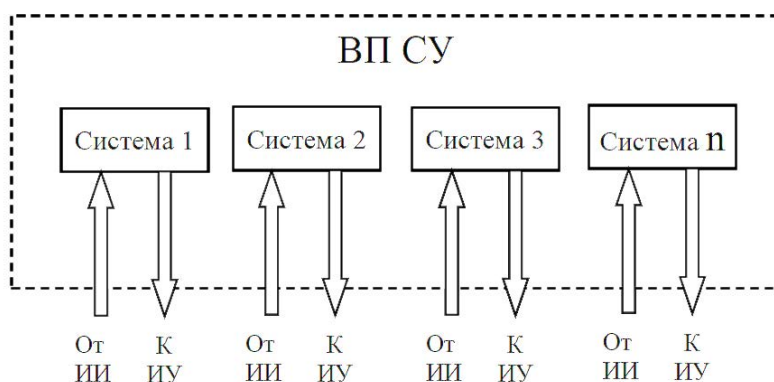 ВП СУ
Система 1 Система 2 Система 3 Система n
От К От К От К От К
ИИ ИУ ИИ ИУ ИИ ИУ ИИ ИУ